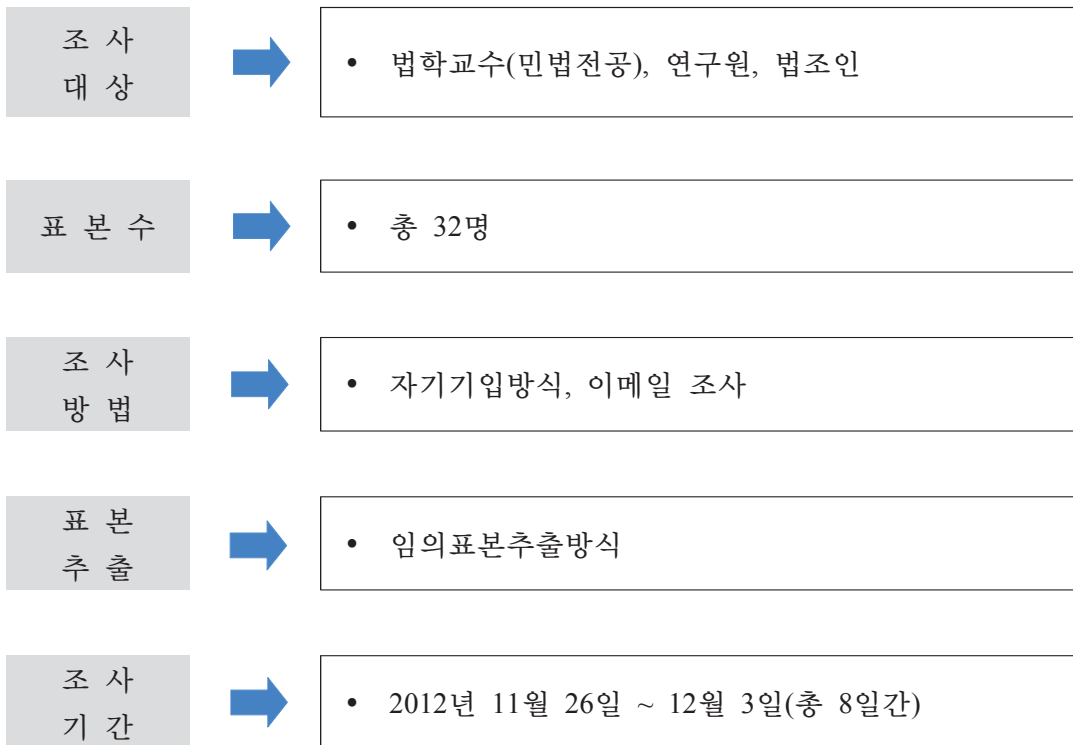 조 사
대 상
• 법학교수(민법전공), 연구원, 법조인
표 본 수
• 총 32명
조 사
방 법
• 자기기입방식, 이메일 조사
표 본
추 출
• 임의표본추출방식
조 사
기 간
• 2012년 11월 26일 ~ 12월 3일(총 8일간)